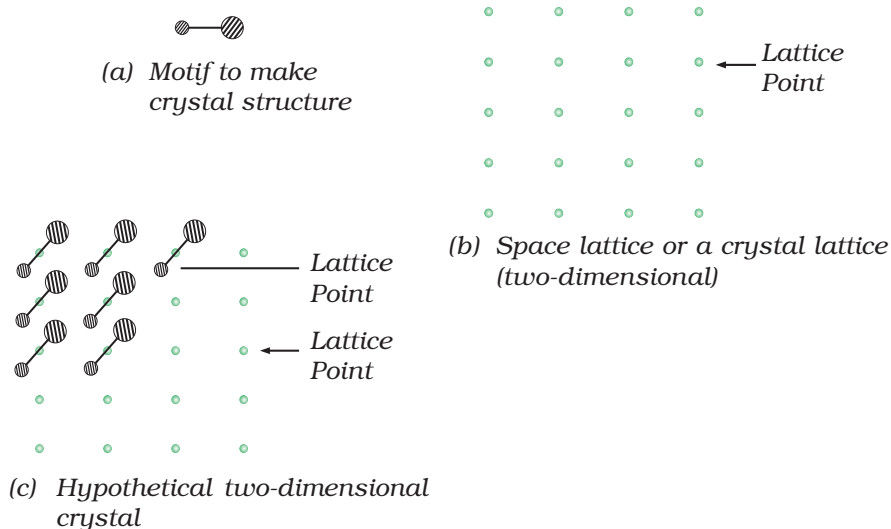 (a) Motif to make
crystal structure
Lattice
Point
(b) Space lattice or a crystal lattice
(two-dimensional)
Lattice
Point
Lattice
Point
(c) Hypothetical two-dimensional
crystal